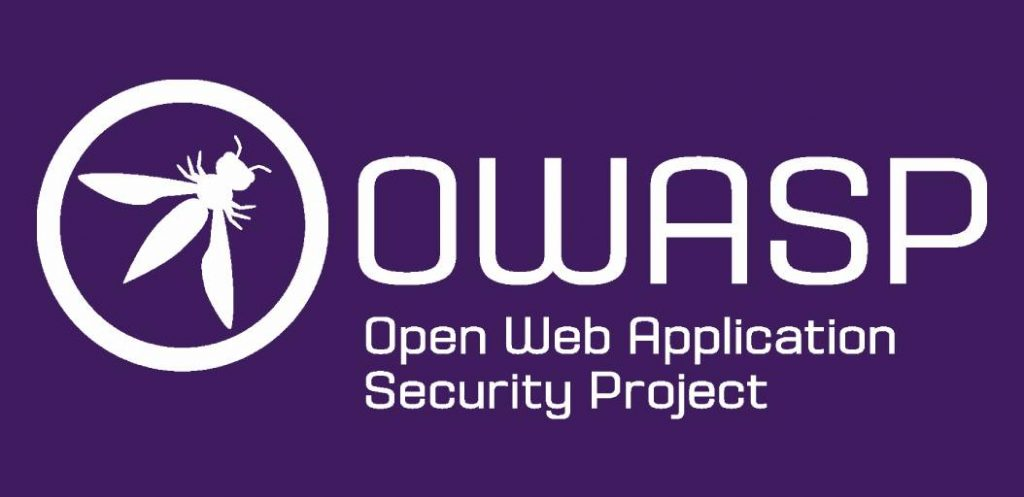 OWASP
Open Web Application
Security Project